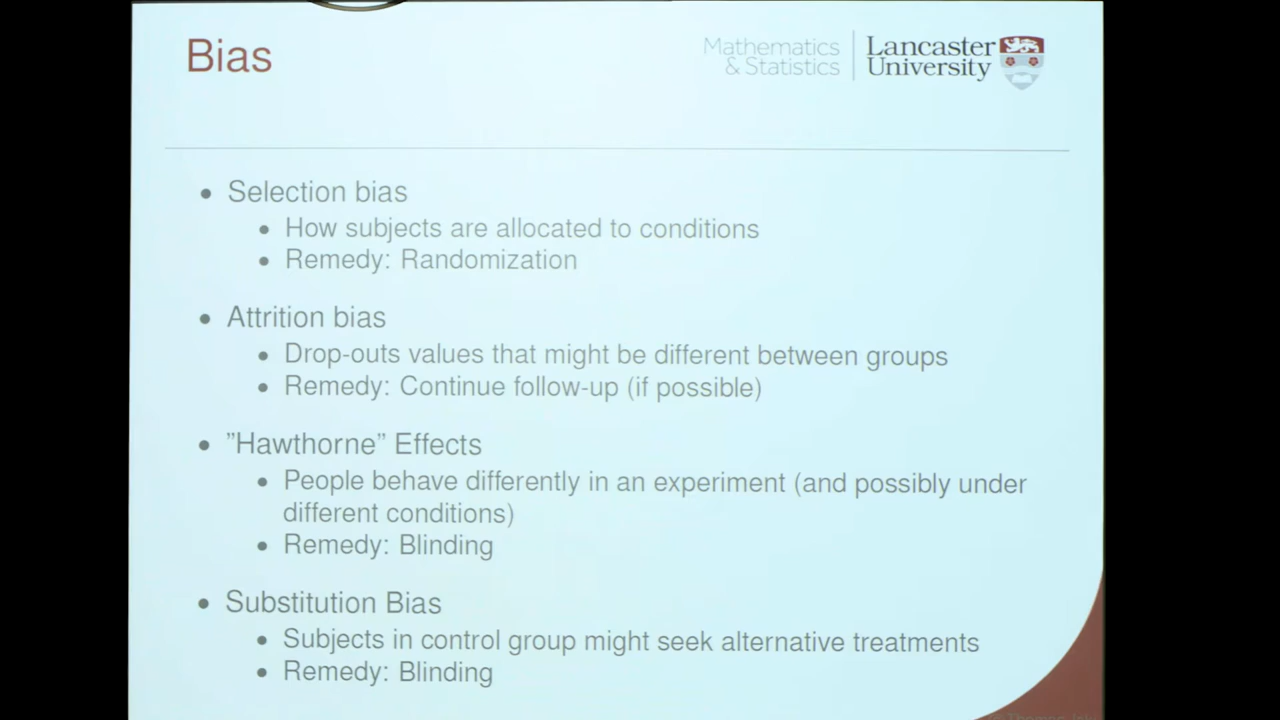 Bias
Mathematics
& Statistics
Lancaster
University
• Selection bias
• How subjects are allocated to conditions
• Remedy: Randomization
• Attrition bias
• Drop-outs values that might be different between groups
• Remedy: Continue follow-up (if possible)
• ”Hawthorne” Effects
• People behave differently in an experiment (and possibly under
different conditions)
• Remedy: Blinding
• Substitution Bias
• Subjects in control group might seek alternative treatments
• Remedy: Blinding